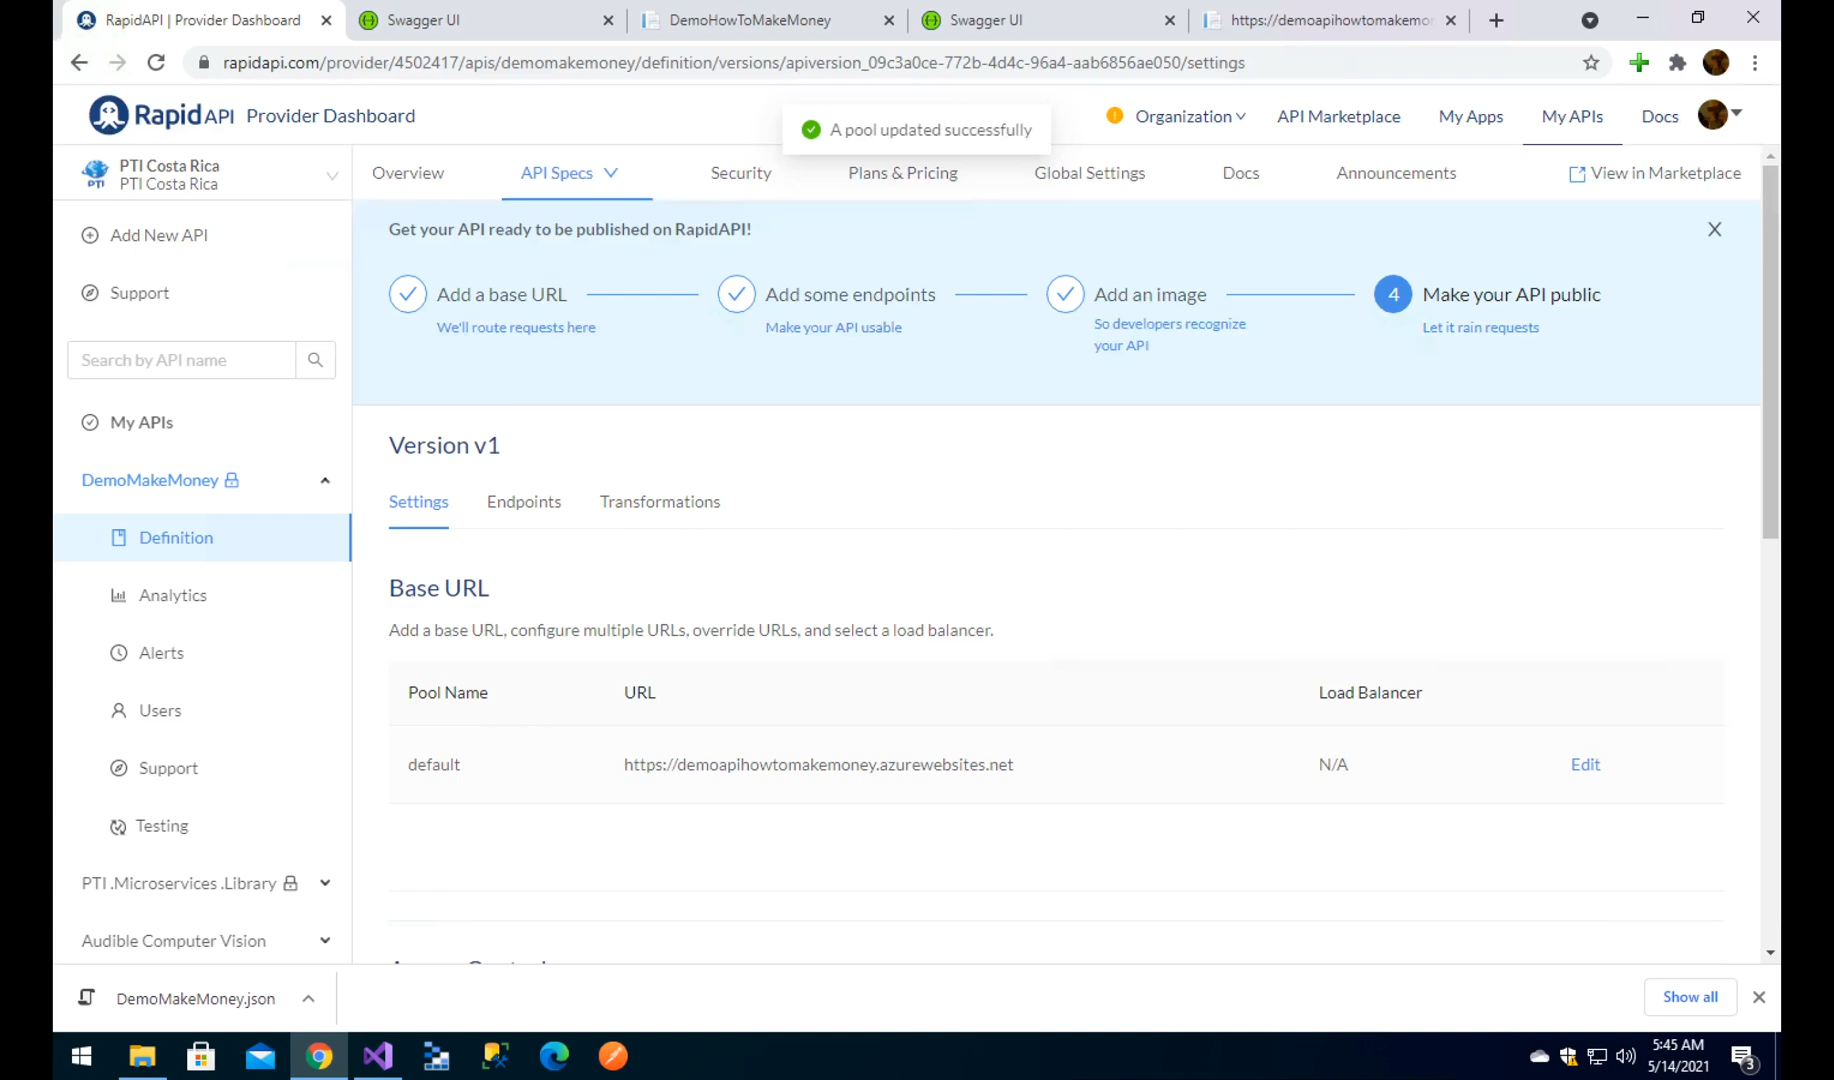 RapidAPI | Provider Dashboard
Swagger UI
DemoHowToMakeMoney
Swagger UI
https://demoapihowtomakemo
rapidapi.com/provider/4502417/apis/demomakemoney/definition/versions/apiversion_09c3a0ce-772b-4d4c-96a4-aab6856ae050/settings
Rapid API Provider Dashboard
A pool updated successfully
Organization
API Marketplace
My Apps
My APIs
Docs
PTI
PTI Costa Rica
PTI Costa Rica
Overview
API Specs
Security
Plans & Pricing
Global Settings
Docs
Announcements
View in Marketplace
Add New API
Support
Search by API name
My APIs
DemoMakeMoney
Definition
Analytics
Alerts
Users
Support
Testing
PTI .Microservices .Library
Audible Computer Vision
Get your API ready to be published on RapidAPI!
X
Add a base URL
We'll route requests here
Add some endpoints
Make your API usable
Add an image
So developers recognize
your API
4
Make your API public
Let it rain requests
Version v1
Settings
Endpoints
Transformations
Base URL
Add a base URL, configure multiple URLs, override URLs, and select a load balancer.
Pool Name
URL
Load Balancer
default
https://demoapihowtomakemoney.azurewebsites.net
N/A
Edit
DemoMakeMoney.json
Show all
5:45 AM
5/14/2021
3